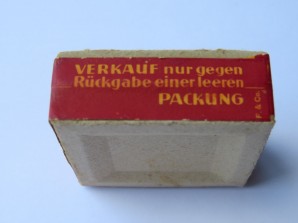 VERKAUF nur gegen
Rückgabe einer leeren
PACKUNG
F. & Co.